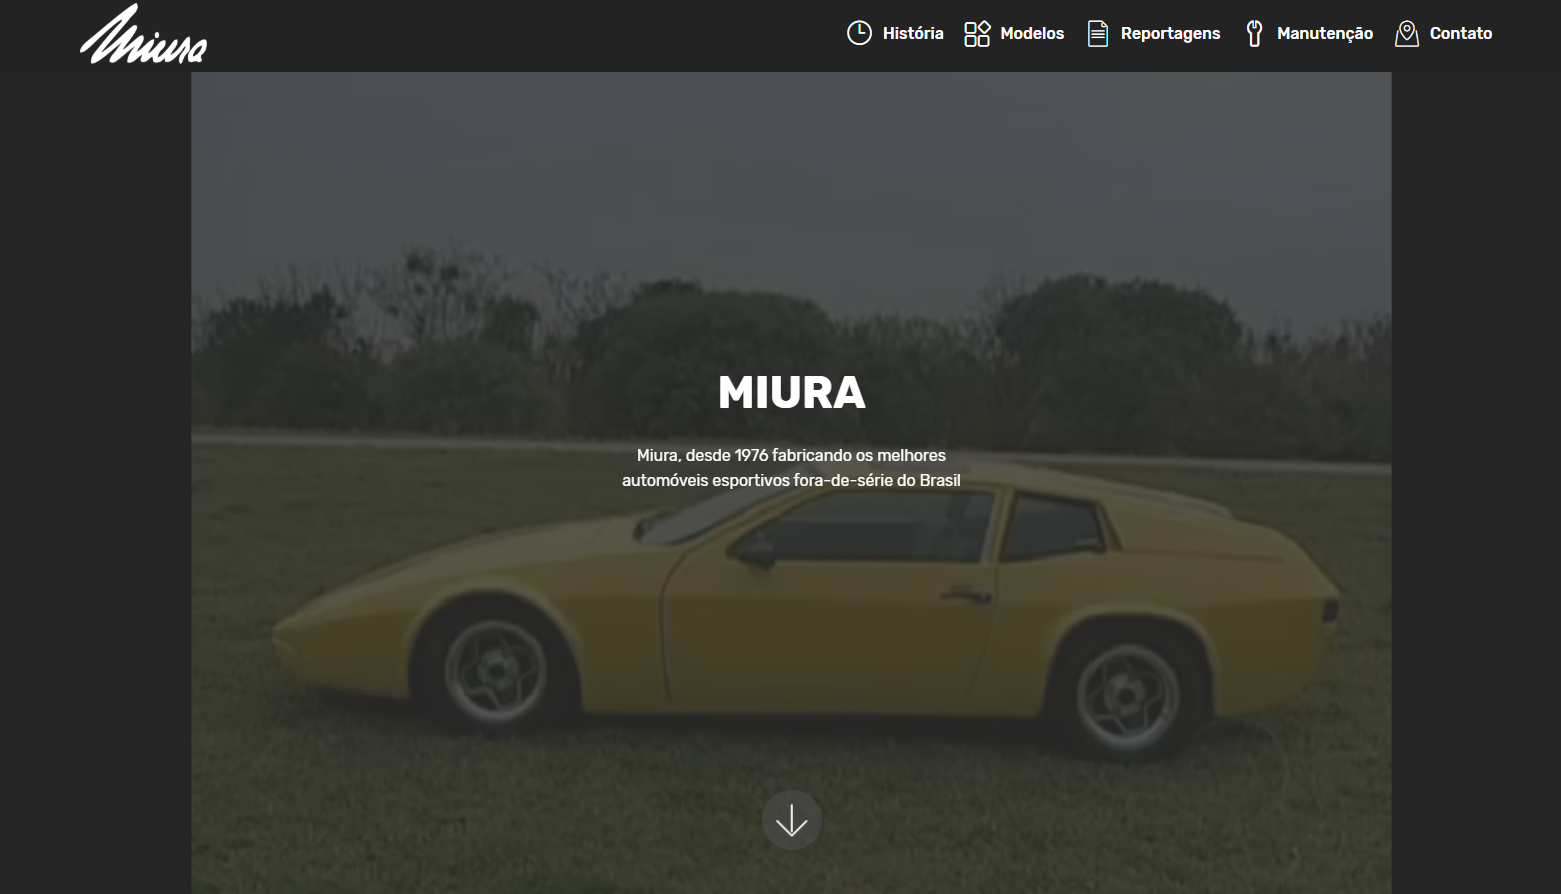 Miura
História
Modelos
Reportagens
Manutenção
Contato
MIURA
Miura, desde 1976 fabricando os melhores
automóveis esportivos fora-de-série do Brasil